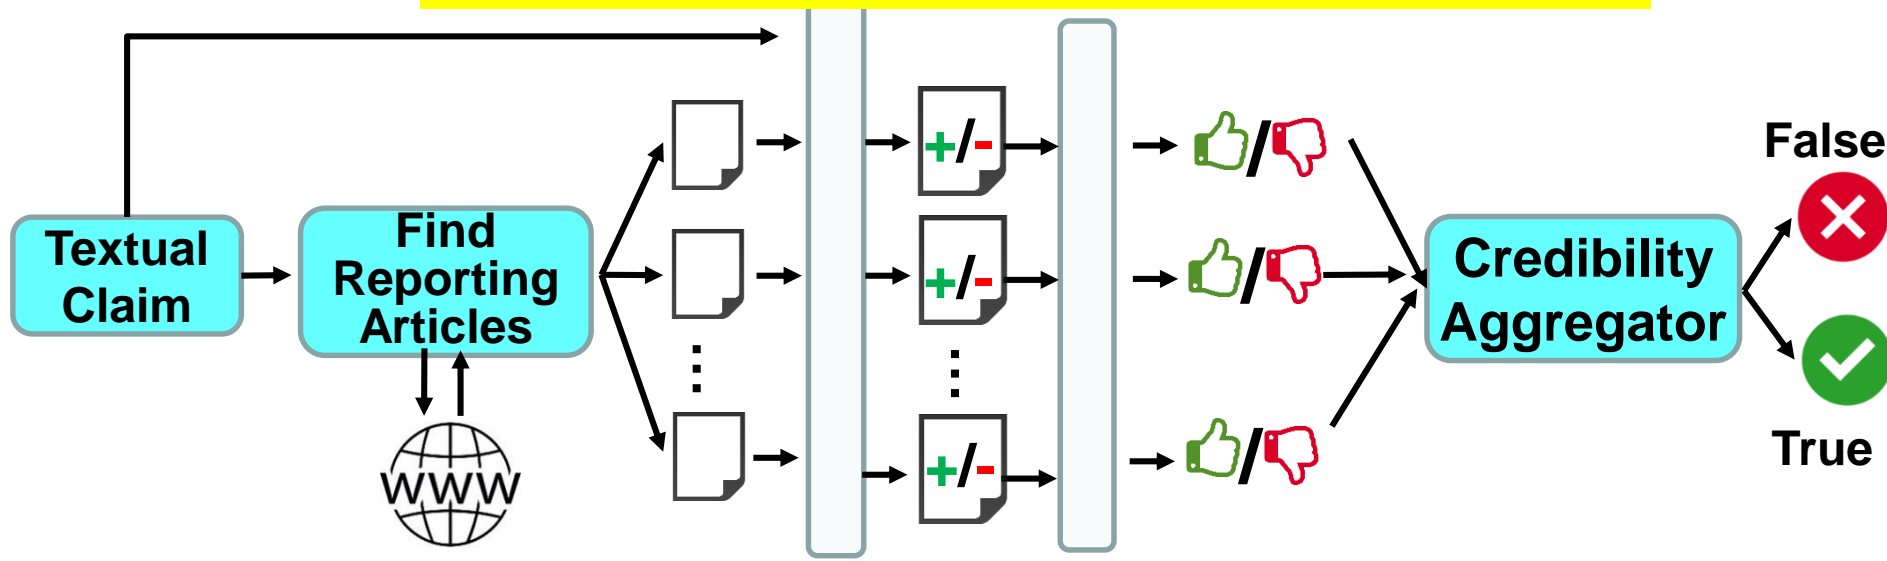 Textual
Claim
Find
Reporting
Articles
WWW
+/-
+/-
+/-
/
/
/
Credibility
Aggregator
False
True